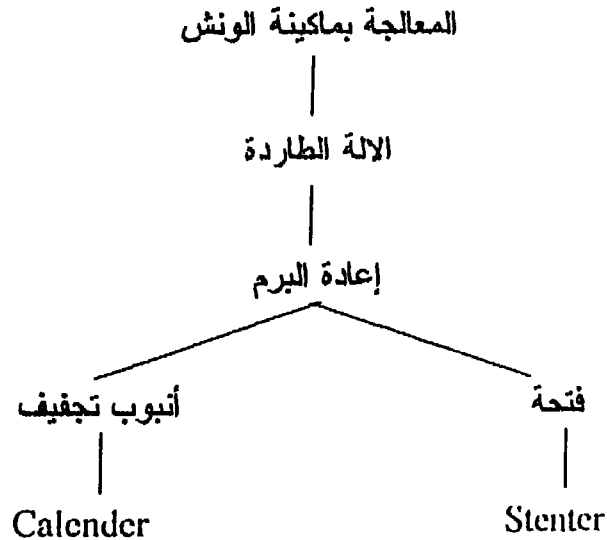 المعالجة بماكينة الونش
الالة الطاردة
إعادة البرم
فتحة
أنبوب تجفيف
Stenter
Calender